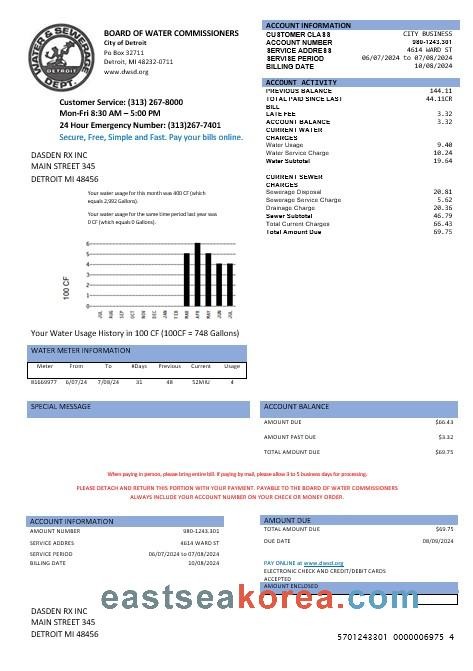 WATER & SEWERAGE
DETROIT
DEPT.
BOARD OF WATER COMMISSIONERS
City of Detroit
Po Box 32711
Detroit, MI 48232-0711
www.dwsd.org
Customer Service: (313) 267-8000
Mon-Fri 8:30 AM – 5:00 PM
24 Hour Emergency Number: (313)267-7401
Secure, Free, Simple and Fast. Pay your bills online.
DASDEN RX INC
MAIN STREET 345
DETROIT MI 48456
ACCOUNT INFORMATION
CUSTOMER CLASS CITY BUSINESS
ACCOUNT NUMBER 980-1243.301
SERVICE ADDRESS 4614 WARD ST
SERVISE PERIOD 06/07/2024 to 07/08/2024
BILLING DATE 10/08/2024
ACCOUNT ACTIVITY
PREVIOUS BALANCE 144.11
TOTAL PAID SINCE LAST 44.11CR
BILL
LATE FEE 3.32
ACCOUNT BALANCE 3.32
CURRENT WATER
CHARGES
Water Usage 9.40
Water Service Charge 10.24
Water Subtotal 19.64
CURRENT SEWER
CHARGES
Sewerage Disposal 20.81
Sewerage Service Charge 5.62
Drainage Charge 20.36
Sewer Subtotal 46.79
Total Current Charges 66.43
Total Amount Due 69.75
Your water usage for this month was 400 CF (which
equals 2,992 Gallons).
Your water usage for the same time period last year was
0 CF (which equals 0 Gallons).
100 CF
6
5
4
3
2
1
0
JUL AUG SEP OCT NOV DEC JAN FEB MAR APR MAY JUN JUL
Your Water Usage History in 100 CF (100CF = 748 Gallons)
WATER METER INFORMATION
Meter From To #Days Previous Current Usage
81669977 6/07/24 7/08/24 31 48 52MIU 4
SPECIAL MESSAGE
ACCOUNT BALANCE
AMOUNT DUE $66.43
AMOUNT PAST DUE $3.32
TOTAL AMOUNT DUE $69.75
When paying in person, please bring entire bill. If paying by mail, please allow 3 to 5 business days for processing.
PLEASE DETACH AND RETURN THIS PORTION WITH YOUR PAYMENT. PAYABLE TO THE BOARD OF WATER COMMISSIONERS
ALWAYS INCLUDE YOUR ACCOUNT NUMBER ON YOUR CHECK OR MONEY ORDER.
ACCOUNT INFORMATION
AMOUNT NUMBER 980-1243.301
SERVICE ADDRES 4614 WARD ST
SERVICE PERIOD 06/07/2024 to 07/08/2024
BILLING DATE 10/08/2024
AMOUNT DUE
TOTAL AMOUNT DUE $69.75
DUE DATE 08/09/2024
PAY ONLINE at www.dwsd.org
ELECTRONIC CHECK AND CREDIT/DEBIT CARDS
ACCEPTED
AMOUNT ENCLOSED
eastseakorea.com
DASDEN RX INC
MAIN STREET 345
DETROIT MI 48456
5701243301 0000006975 4